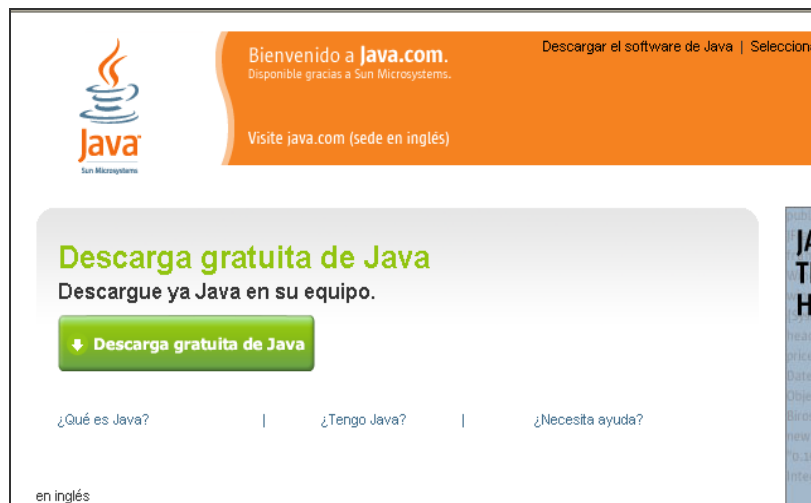 Java
Sun Microsystems
Bienvenido a Java.com.
Disponible gracias a Sun Microsystems.
Visite java.com (sede en inglés)
Descargar el software de Java | Seleccion
Descarga gratuita de Java
Descargue ya Java en su equipo.
Descarga gratuita de Java
¿Qué es Java? | ¿Tengo Java? | ¿Necesita ayuda?
en inglés